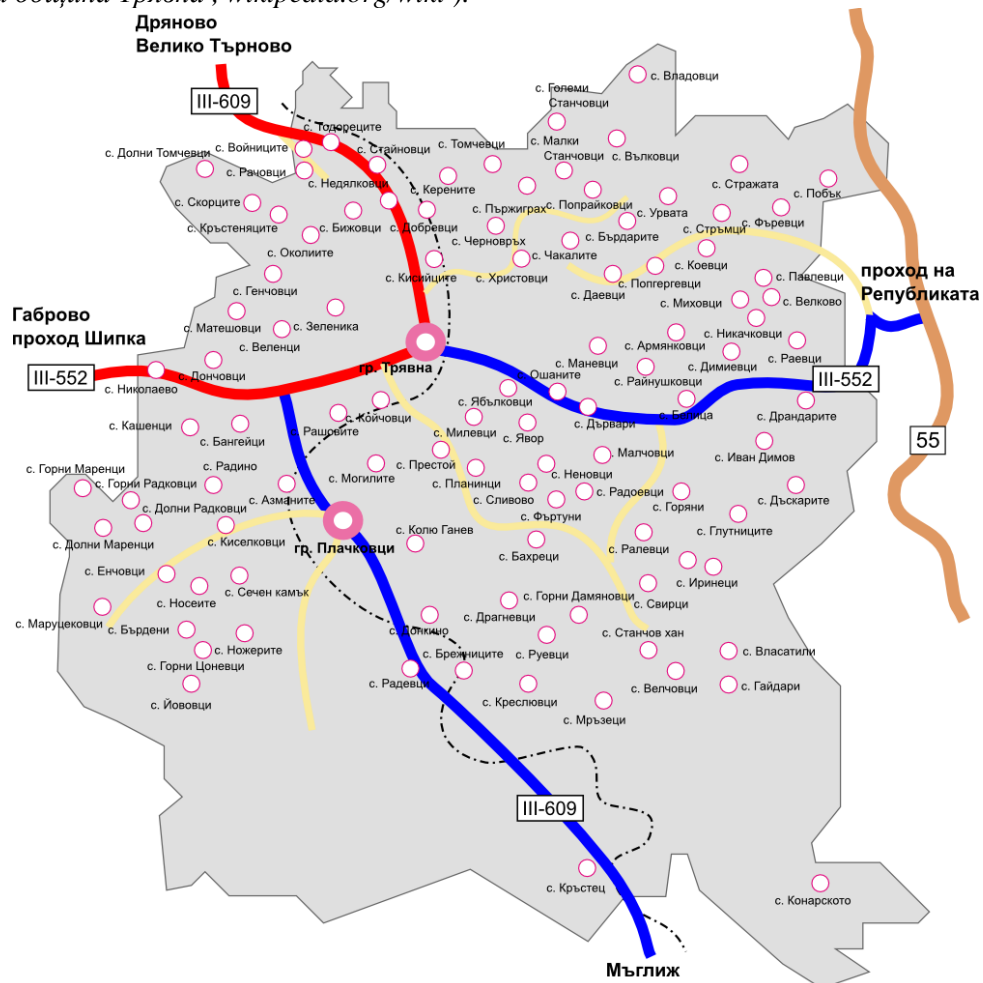 община Трявна", wikipedia.org/wiki").
Дряново
Велико Търново
III-609
с. Владовци
с. Големи
Станчовци
с. Тодореците
с. Войниците
с. Стайновци
с. Томчевци
с. Малки
Станчовци
с. Вълковци
с. Долни Томчевци
с. Рачовци
с. Недялковци
с. Керените
с. Стражата
с. Побък
с. Скорците
с. Пържиграх
с. Попрайковци
с. Урвата
с. Кръстеняците
с. Бижовци
с. Добревци
с. Черновръх
с. Бърдарите
с. Стръмци
с. Фъревци
с. Околиите
с. Чакалите
с. Коевци
с. Кисийците
с. Христовци
с. Попгергевци
с. Павлевци
проход на
Републиката
с. Генчовци
с. Даевци
с. Миховци
с. Велково
Габрово
проход Шипка
с. Матешовци
с. Зеленика
с. Никачковци
с. Веленци
с. Армянковци
с. Раевци
с. Маневци
с. Димиевци
гр. Трявна
III-552
с. Дончовци
с. Райнушковци
III-552
с. Николаево
с. Ошаните
с. Ябълковци
с. Белица
с. Драндарите
с. Койчовци
с. Кашенци
с. Рашовите
с. Милевци
с. Дървари
с. Бангейци
с. Явор
55
с. Малчовци
с. Иван Димов
с. Горни Маренци
с. Радино
с. Престой
с. Могилите
с. Неновци
с. Горни Радковци
с. Планинци
с. Дъскарите
с. Азманите
с. Сливово
с. Радоевци
с. Горяни
с. Долни Радковци
с. Фъртуни
с. Колю Ганев
с. Глутниците
с. Долни Маренци
с. Киселковци
гр. Плачковци
с. Ралевци
с. Бахреци
с. Енчовци
с. Иринеци
с. Сечен камък
с. Носеите
с. Горни Дамяновци
с. Свирци
с. Маруцековци
с. Бърдени
с. Драгневци
с. Донкино
с. Станчов хан
с. Ножерите
с. Брежниците
с. Руевци
с. Власатили
с. Горни Цоневци
с. Радевци
с. Велчовци
с. Гайдари
с. Йововци
с. Креслювци
с. Мръзеци
III-609
с. Кръстец
с. Конарското
Мъглиж